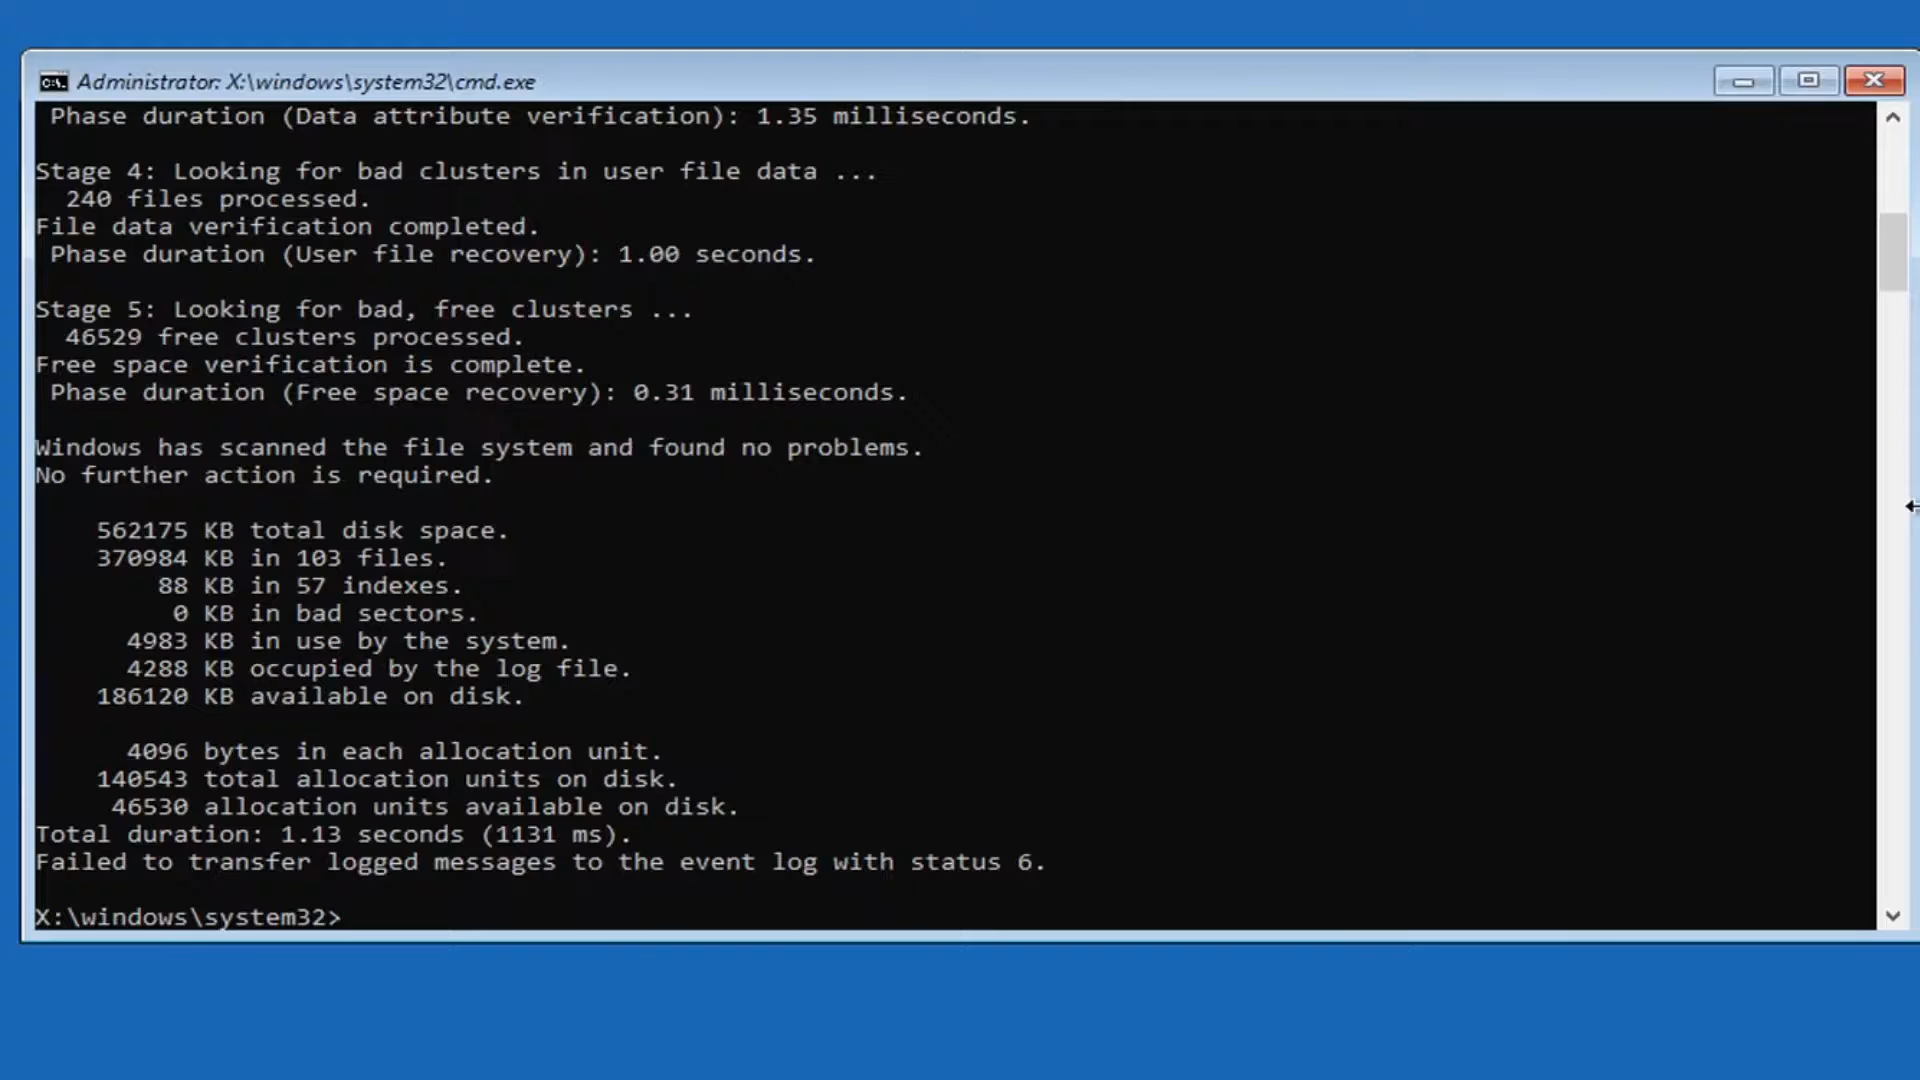 Administrator: X:\windows\system32\cmd.exe
Phase duration (Data attribute verification): 1.35 milliseconds.
Stage 4: Looking for bad clusters in user file data ...
240 files processed.
File data verification completed.
Phase duration (User file recovery): 1.00 seconds.
Stage 5: Looking for bad, free clusters ...
46529 free clusters processed.
Free space verification is complete.
Phase duration (Free space recovery): 0.31 milliseconds.
Windows has scanned the file system and found no problems.
No further action is required.
562175 KB total disk space.
370984 KB in 103 files.
88 KB in 57 indexes.
0 KB in bad sectors.
4983 KB in use by the system.
4288 KB occupied by the log file.
186120 KB available on disk.
4096 bytes in each allocation unit.
140543 total allocation units on disk.
46530 allocation units available on disk.
Total duration: 1.13 seconds (1131 ms).
Failed to transfer logged messages to the event log with status 6.
X:\windows\system32>